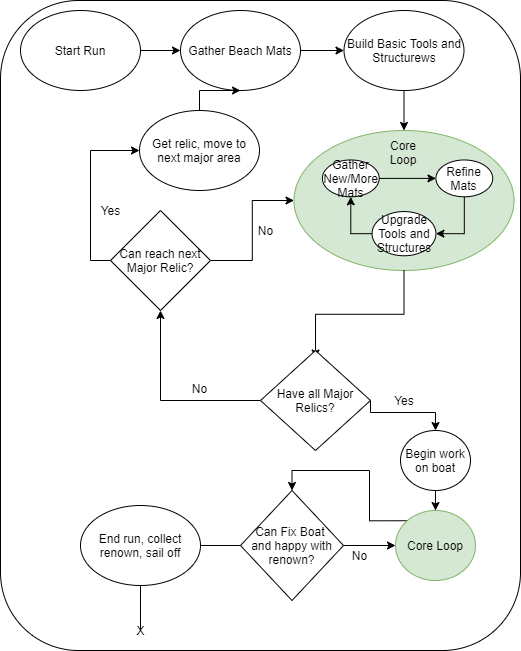 Start Run
Gather Beach Mats
Build Basic Tools and
Structurews
Get relic, move to
next major area
Core
Loop
Gather
New/More
Mats
Refine
Mats
Upgrade
Tools and
Structures
Yes
No
Can reach next
Major Relic?
No
Have all Major
Relics?
Yes
Begin work
on boat
End run, collect
renown, sail off
Can Fix Boat
and happy with
renown?
No
Core Loop
X